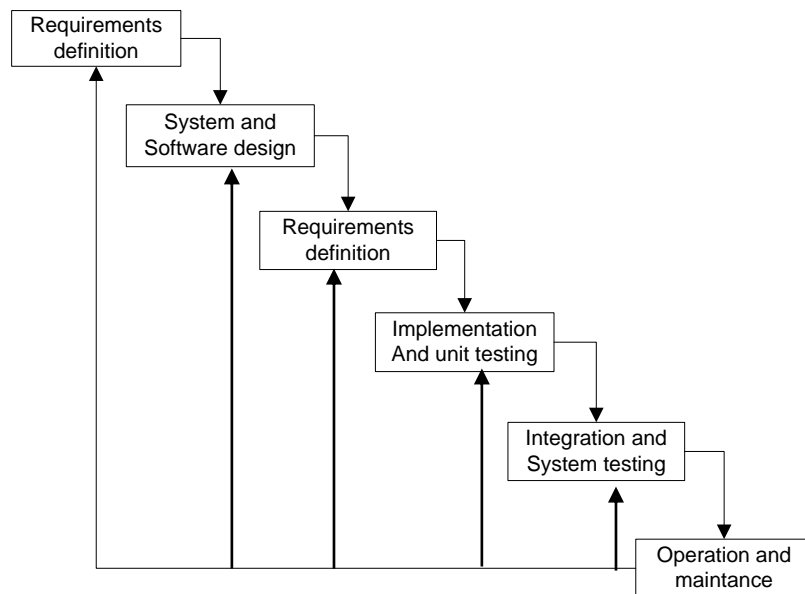 Requirements
definition
System and
Software design
Requirements
definition
Implementation
And unit testing
Integration and
System testing
Operation and
maintance